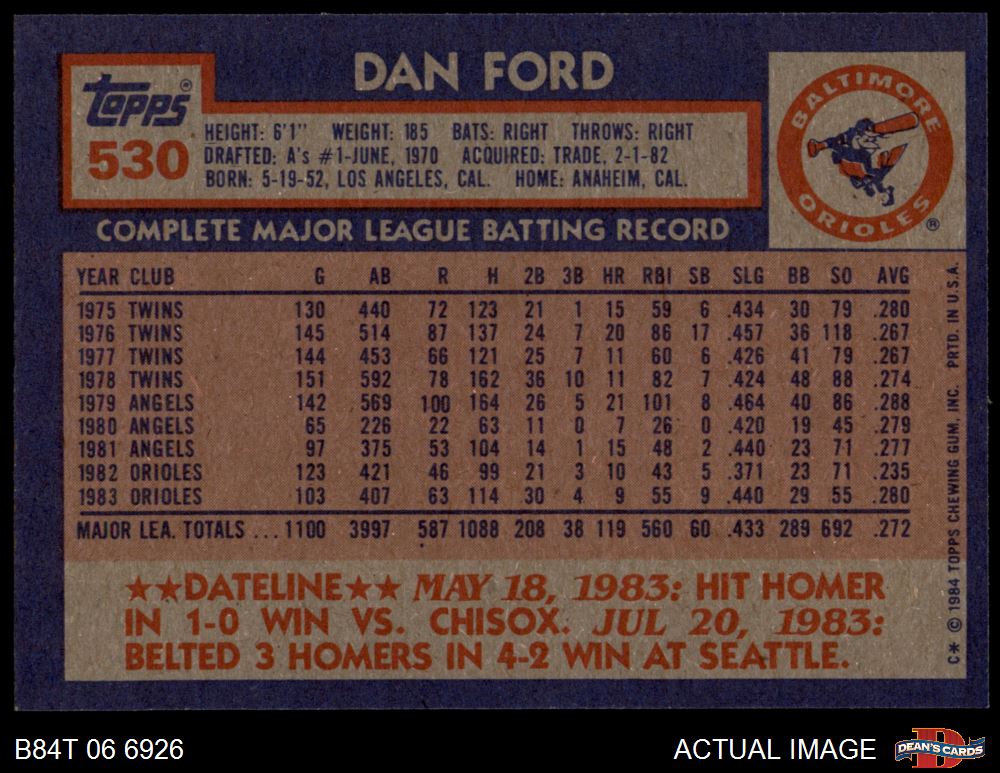 DAN FORD
TOPPS®
530
HEIGHT: 6'1" WEIGHT: 185 BATS: RIGHT THROWS: RIGHT
DRAFTED: A's #1-JUNE, 1970 ACQUIRED: TRADE, 2-1-82
BORN: 5-19-52, LOS ANGELES, CAL. HOME: ANAHEIM, CAL.
BALTIMORE
ORIOLES ®
COMPLETE MAJOR LEAGUE BATTING RECORD
YEAR CLUB G AB R H 2B 3B HR RBI SB SLG BB SO AVG
1975 TWINS 130 440 72 123 21 1 15 59 6 .434 30 79 .280
1976 TWINS 145 514 87 137 24 7 20 86 17 .457 36 118 .267
1977 TWINS 144 453 66 121 25 7 11 60 6 .426 41 79 .267
1978 TWINS 151 592 78 162 36 10 11 82 7 .424 48 88 .274
1979 ANGELS 142 569 100 164 26 5 21 101 8 .464 40 86 .288
1980 ANGELS 65 226 22 63 11 0 7 26 0 .420 19 45 .279
1981 ANGELS 97 375 53 104 14 1 15 48 2 .440 23 71 .277
1982 ORIOLES 123 421 46 99 21 3 10 43 5 .371 23 71 .235
1983 ORIOLES 103 407 63 114 30 4 9 55 9 .440 29 55 .280
MAJOR LEA. TOTALS ... 1100 3997 587 1088 208 38 119 560 60 .433 289 692 .272
★★DATELINE★★ MAY 18, 1983: HIT HOMER
IN 1-0 WIN VS. CHISOX. JUL 20, 1983:
BELTED 3 HOMERS IN 4-2 WIN AT SEATTLE.
C* © 1984 TOPPS CHEWING GUM, INC. PRTD. IN U.S.A.
B84T 06 6926
ACTUAL IMAGE
D
DEAN'S CARDS